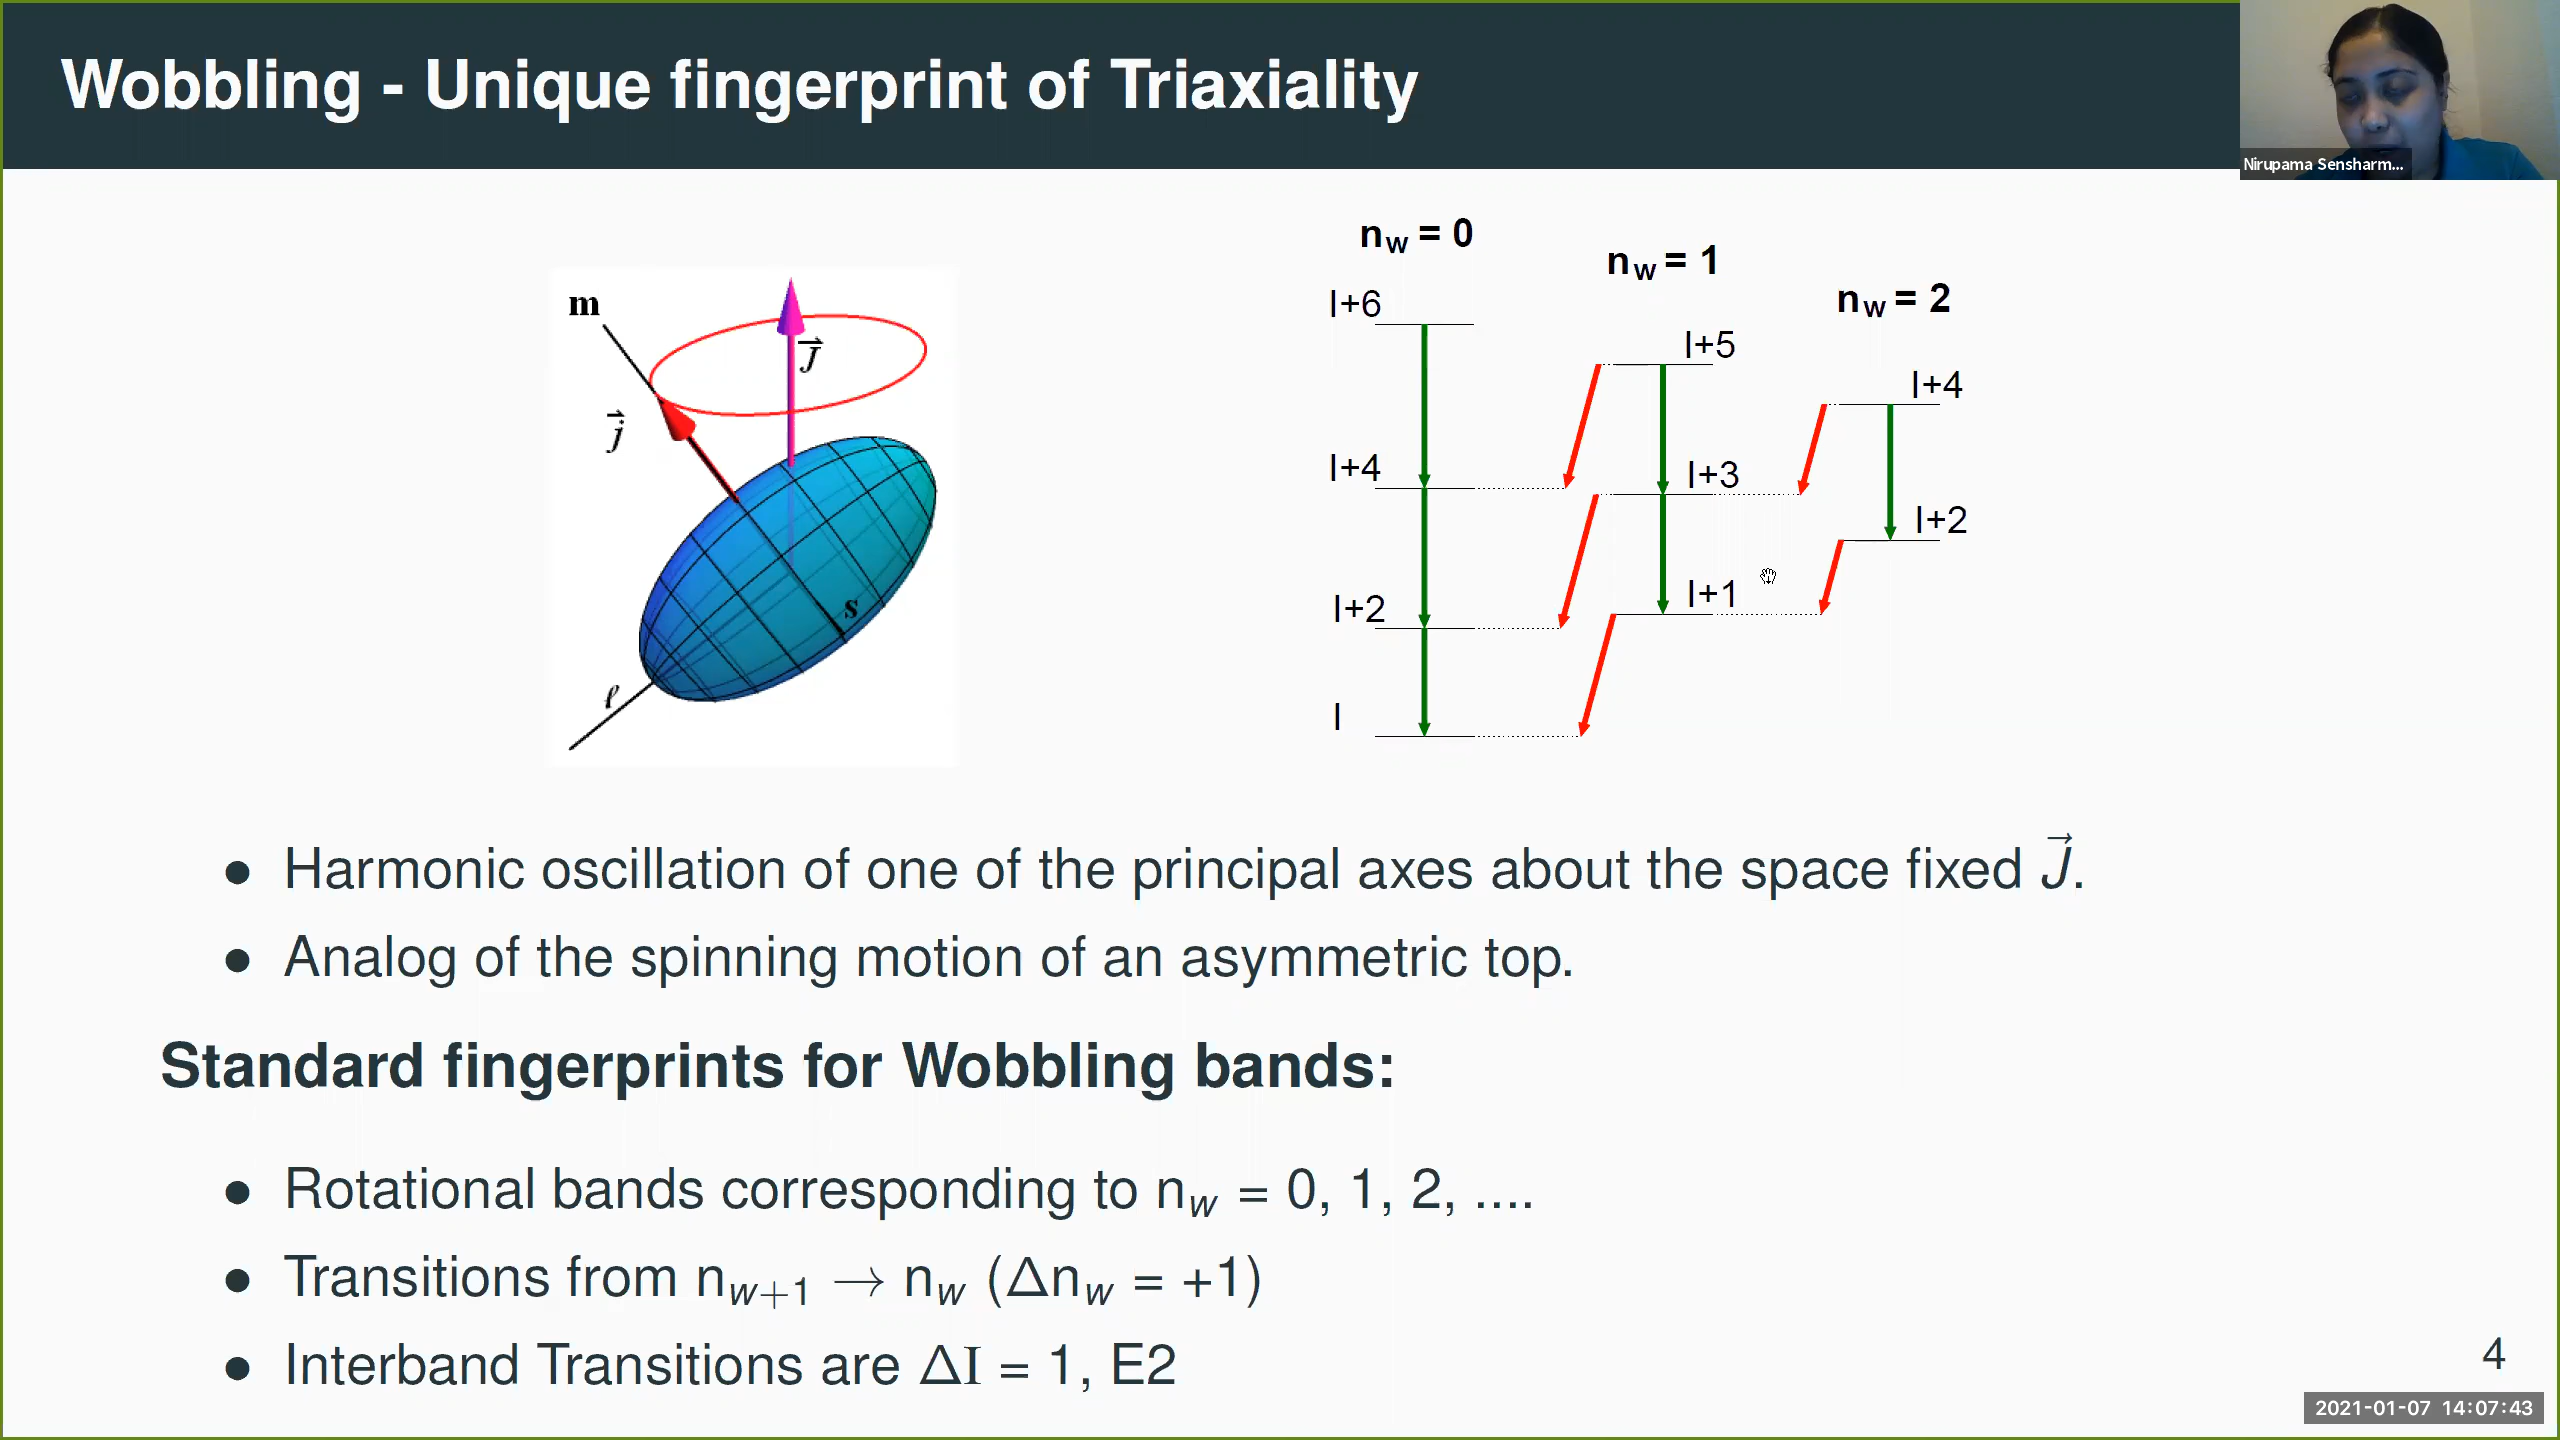 Wobbling - Unique fingerprint of Triaxiality
Nirupama Sensharm...
m
J⃗
j⃗
s
ℓ
n_w = 0
n_w = 1
n_w = 2
I+6
I+5
I+4
I+4
I+3
I+2
I+1
I+2
I
• Harmonic oscillation of one of the principal axes about the space fixed J⃗.
• Analog of the spinning motion of an asymmetric top.
Standard fingerprints for Wobbling bands:
• Rotational bands corresponding to n_w = 0, 1, 2, ....
• Transitions from n_{w+1} → n_w (Δn_w = +1)
• Interband Transitions are ΔI = 1, E2
4
2021-01-07 14:07:43